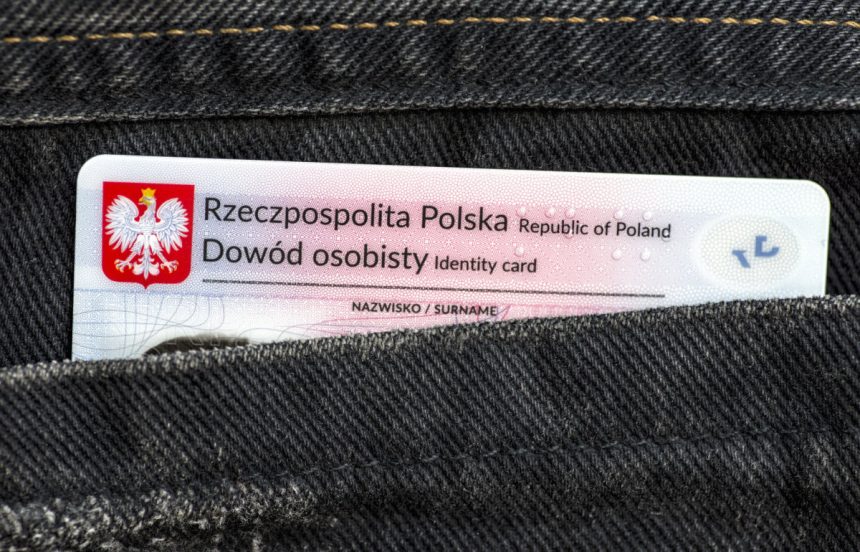 Rzeczpospolita Polska Republic of Poland
Dowód osobisty Identity card
NAZWISKO / SURNAME